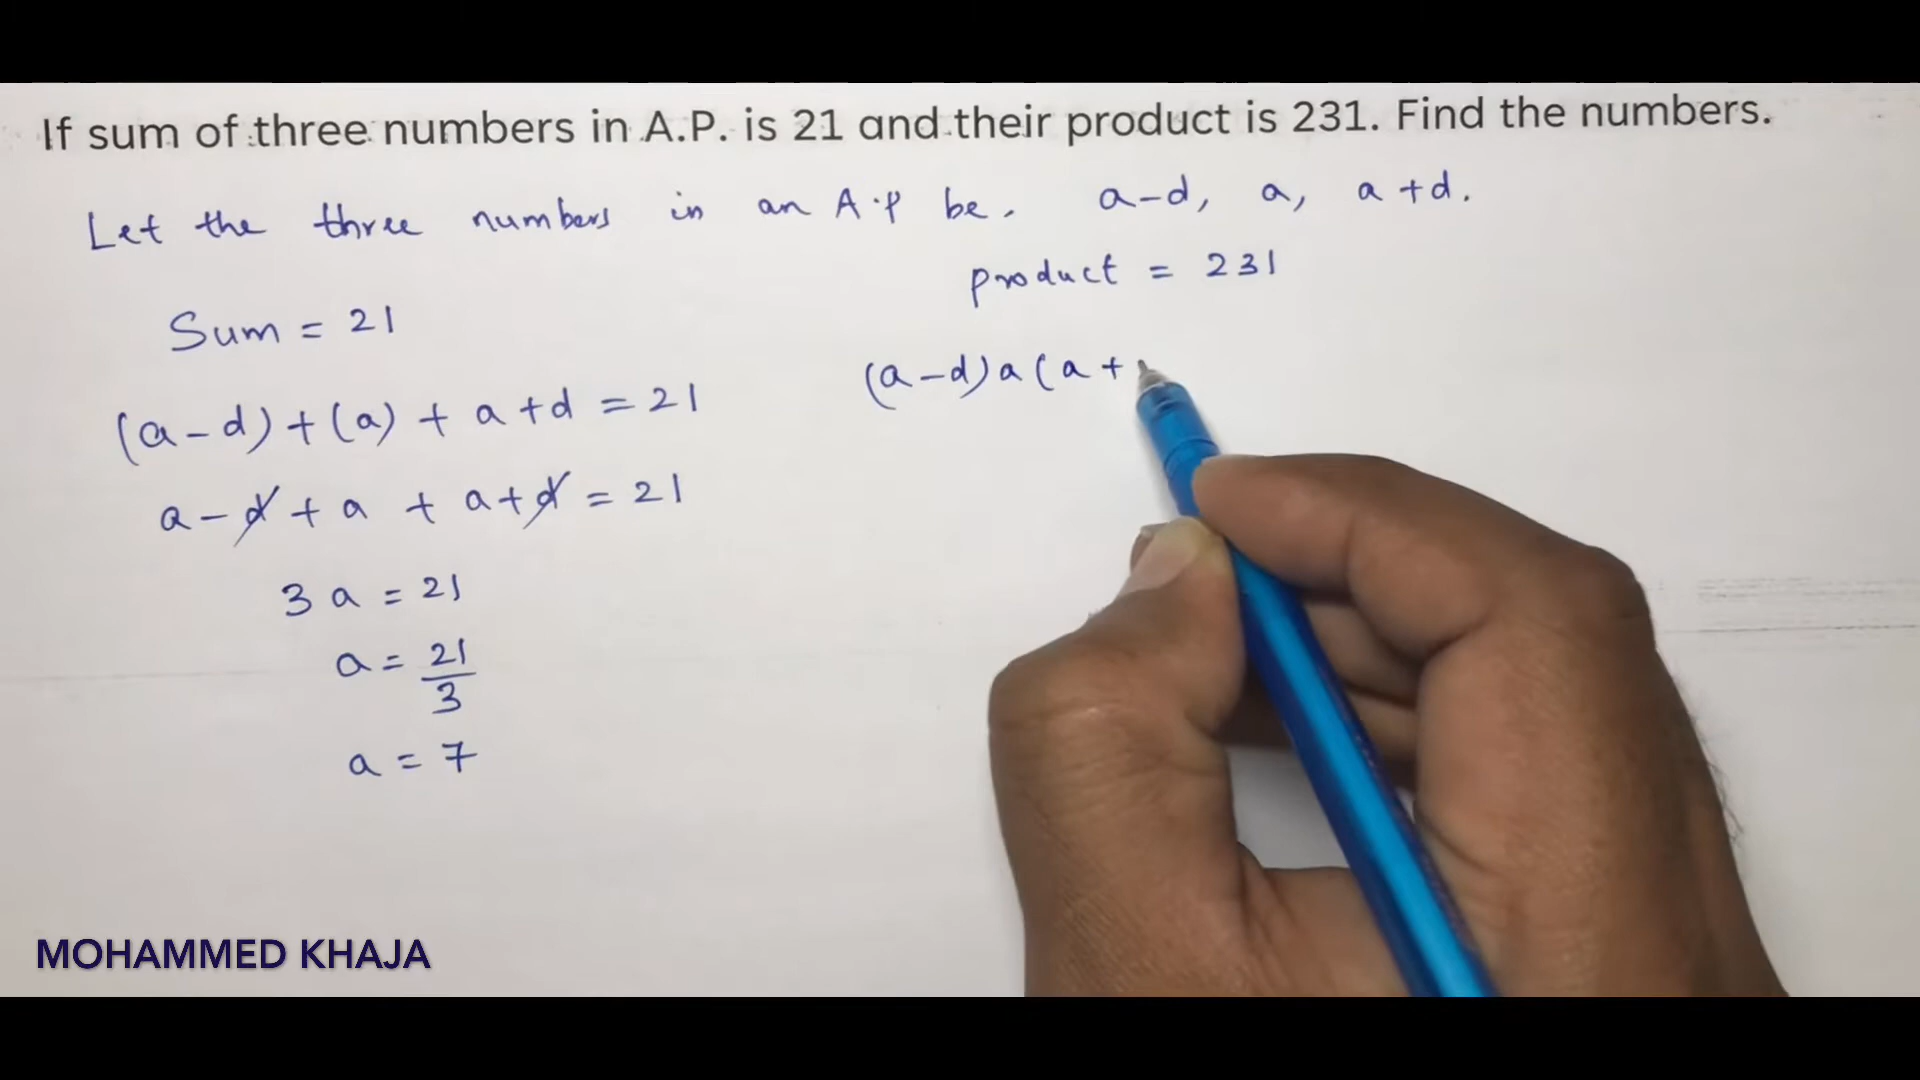 If sum of three numbers in A.P. is 21 and their product is 231. Find the numbers.
Let the three numbers in an A.P be. a-d, a, a+d.
Sum = 21
(a-d)+(a)+a+d = 21
a-d+a+a+d = 21
3a = 21
a = 21/3
a = 7
product = 231
(a-d)a(a+
MOHAMMED KHAJA